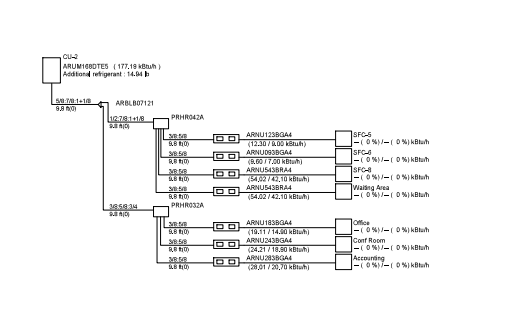 CU-2
ARUM168DTE5 ( 177.19 kBtu/h )
Additional refrigerant : 14.94 lb
5/8:7/8:1+1/8
9.8 ft(0)
ARBLB07121
1/2:7/8:1+1/8
9.8 ft(0)
PRHR042A
3/8:5/8
9.8 ft(0)
ARNU123BGA4
(12.30 / 9.00 kBtu/h)
SFC-5
--( 0 %) / --( 0 %) kBtu/h
3/8:5/8
9.8 ft(0)
ARNU093BGA4
(9.60 / 7.00 kBtu/h)
SFC-6
--( 0 %) / --( 0 %) kBtu/h
3/8:5/8
9.8 ft(0)
ARNU543BRA4
(54.02 / 42.10 kBtu/h)
SFC-8
--( 0 %) / --( 0 %) kBtu/h
3/8:5/8
9.8 ft(0)
ARNU543BRA4
(54.02 / 42.10 kBtu/h)
Waiting Area
--( 0 %) / --( 0 %) kBtu/h
3/8:5/8:3/4
9.8 ft(0)
PRHR032A
3/8:5/8
9.8 ft(0)
ARNU183BGA4
(19.11 / 14.90 kBtu/h)
Office
--( 0 %) / --( 0 %) kBtu/h
3/8:5/8
9.8 ft(0)
ARNU243BGA4
(24.21 / 18.90 kBtu/h)
Conf Room
--( 0 %) / --( 0 %) kBtu/h
3/8:5/8
9.8 ft(0)
ARNU283BGA4
(28.01 / 20.70 kBtu/h)
Accounting
--( 0 %) / --( 0 %) kBtu/h